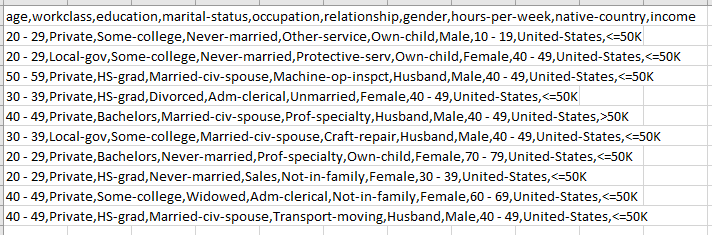 age,workclass,education,marital-status,occupation,relationship,gender,hours-per-week,native-country,income
20 - 29,Private,Some-college,Never-married,Other-service,Own-child,Male,10 - 19,United-States,<=50K
20 - 29,Local-gov,Some-college,Never-married,Protective-serv,Own-child,Female,40 - 49,United-States,<=50K
50 - 59,Private,HS-grad,Married-civ-spouse,Machine-op-inspct,Husband,Male,40 - 49,United-States,<=50K
30 - 39,Private,HS-grad,Divorced,Adm-clerical,Unmarried,Female,40 - 49,United-States,<=50K
40 - 49,Private,Bachelors,Married-civ-spouse,Prof-specialty,Husband,Male,40 - 49,United-States,>50K
30 - 39,Local-gov,Some-college,Married-civ-spouse,Craft-repair,Husband,Male,40 - 49,United-States,<=50K
20 - 29,Private,Bachelors,Never-married,Prof-specialty,Own-child,Female,70 - 79,United-States,<=50K
20 - 29,Private,HS-grad,Never-married,Sales,Not-in-family,Female,30 - 39,United-States,<=50K
40 - 49,Private,Some-college,Widowed,Adm-clerical,Not-in-family,Female,60 - 69,United-States,<=50K
40 - 49,Private,HS-grad,Married-civ-spouse,Transport-moving,Husband,Male,40 - 49,United-States,<=50K